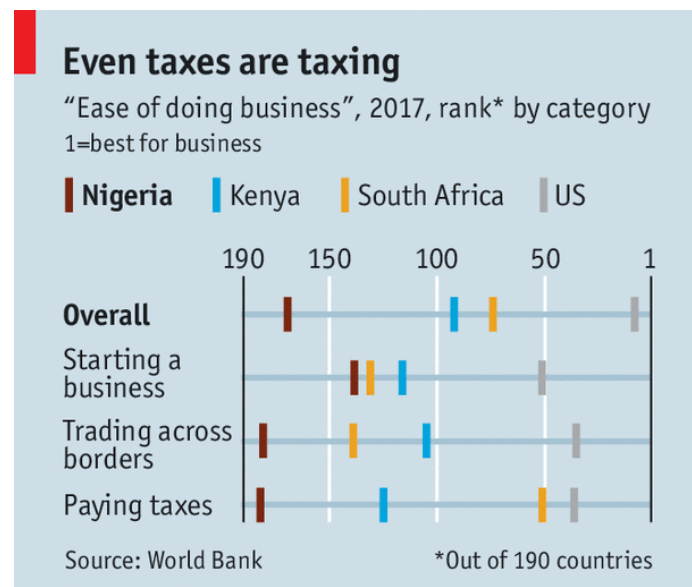 Even taxes are taxing
“Ease of doing business”, 2017, rank* by category
1=best for business
Nigeria Kenya South Africa US
190 150 100 50 1
Overall
Starting a
business
Trading across
borders
Paying taxes
Source: World Bank *Out of 190 countries